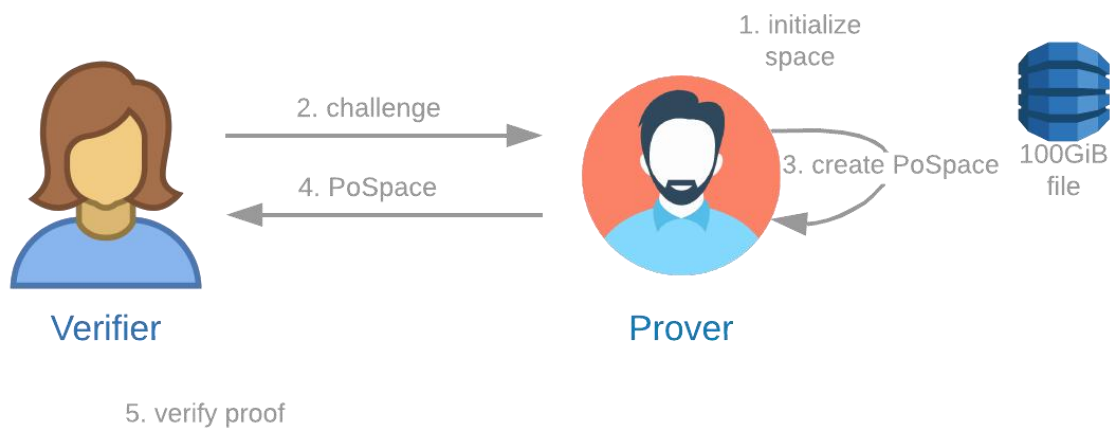 1. initialize
space
2. challenge
3. create PoSpace
100GiB
file
4. PoSpace
Verifier
Prover
5. verify proof